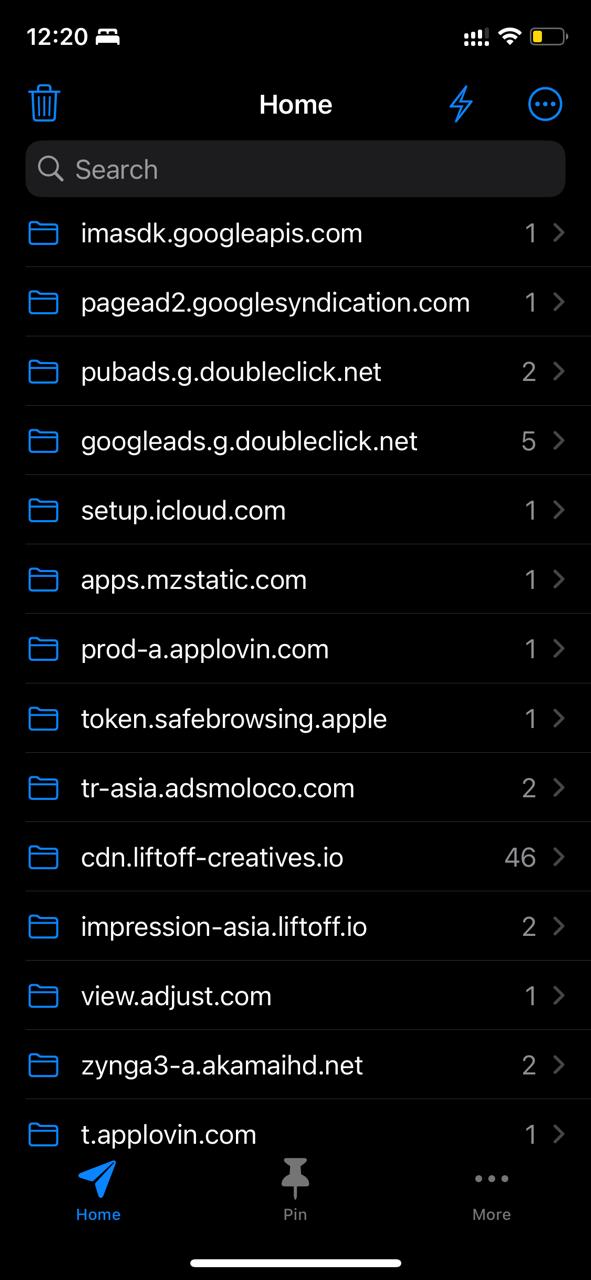 12:20
Home
Search
imasdk.googleapis.com 1
pagead2.googlesyndication.com 1
pubads.g.doubleclick.net 2
googleads.g.doubleclick.net 5
setup.icloud.com 1
apps.mzstatic.com 1
prod-a.applovin.com 1
token.safebrowsing.apple 1
tr-asia.adsmoloco.com 2
cdn.liftoff-creatives.io 46
impression-asia.liftoff.io 2
view.adjust.com 1
zynga3-a.akamaihd.net 2
t.applovin.com 1
Home Pin More